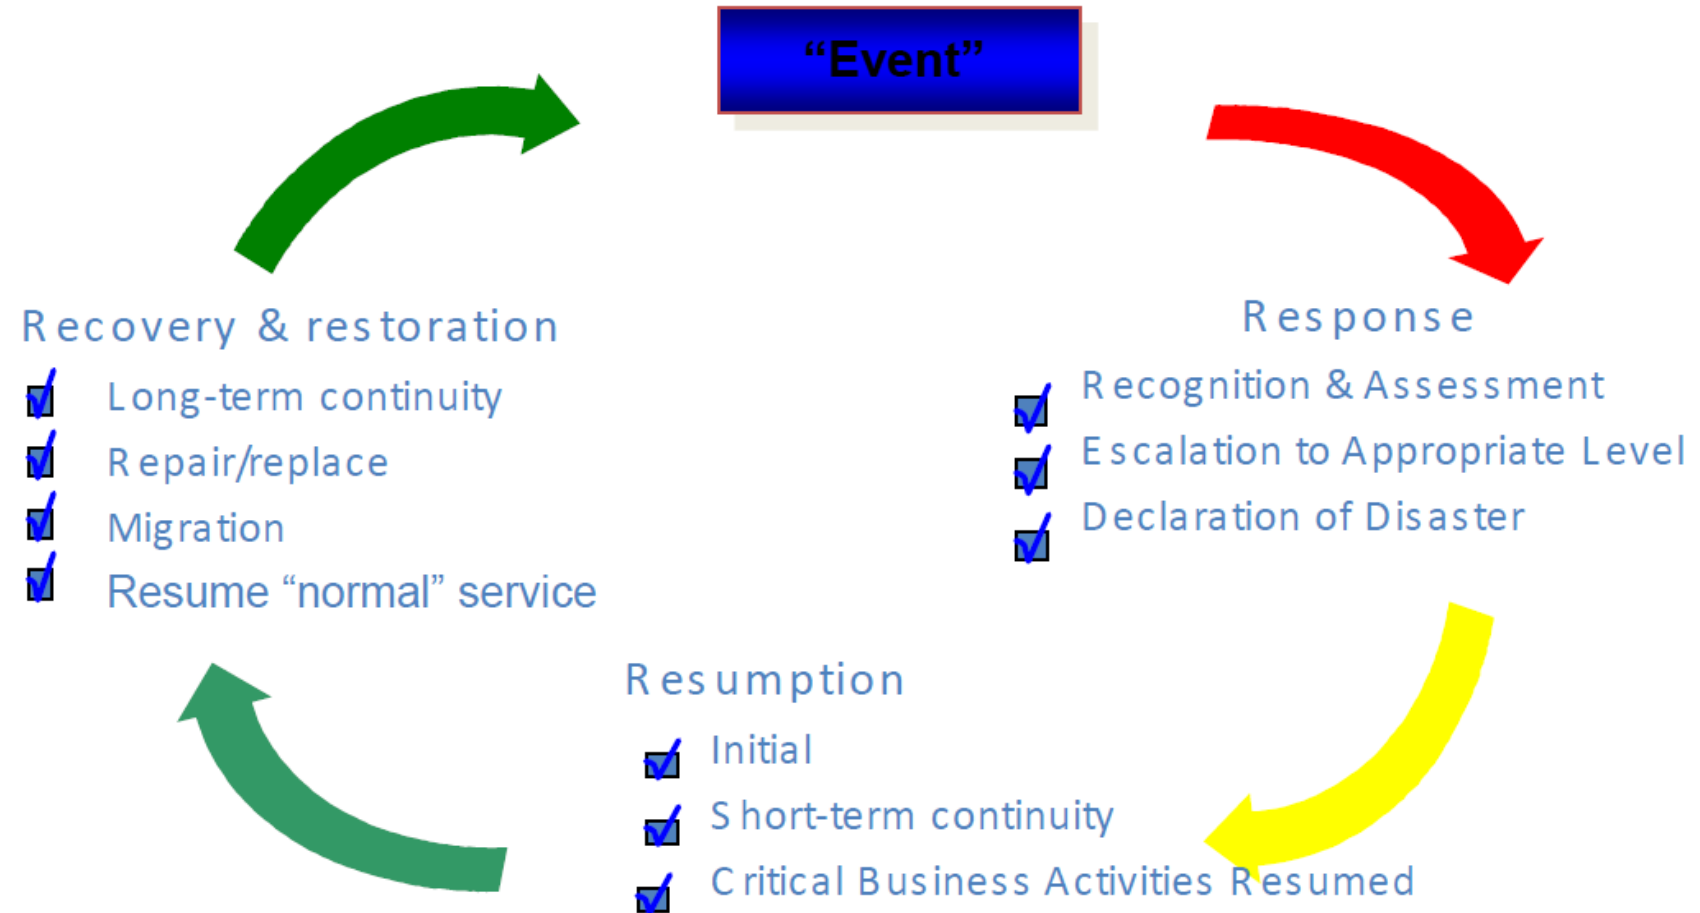 “Event”
Response
Recognition & Assessment
Escalation to Appropriate Level
Declaration of Disaster
Resumption
Initial
Short-term continuity
Critical Business Activities Resumed
Recovery & restoration
Long-term continuity
Repair/replace
Migration
Resume “normal” service